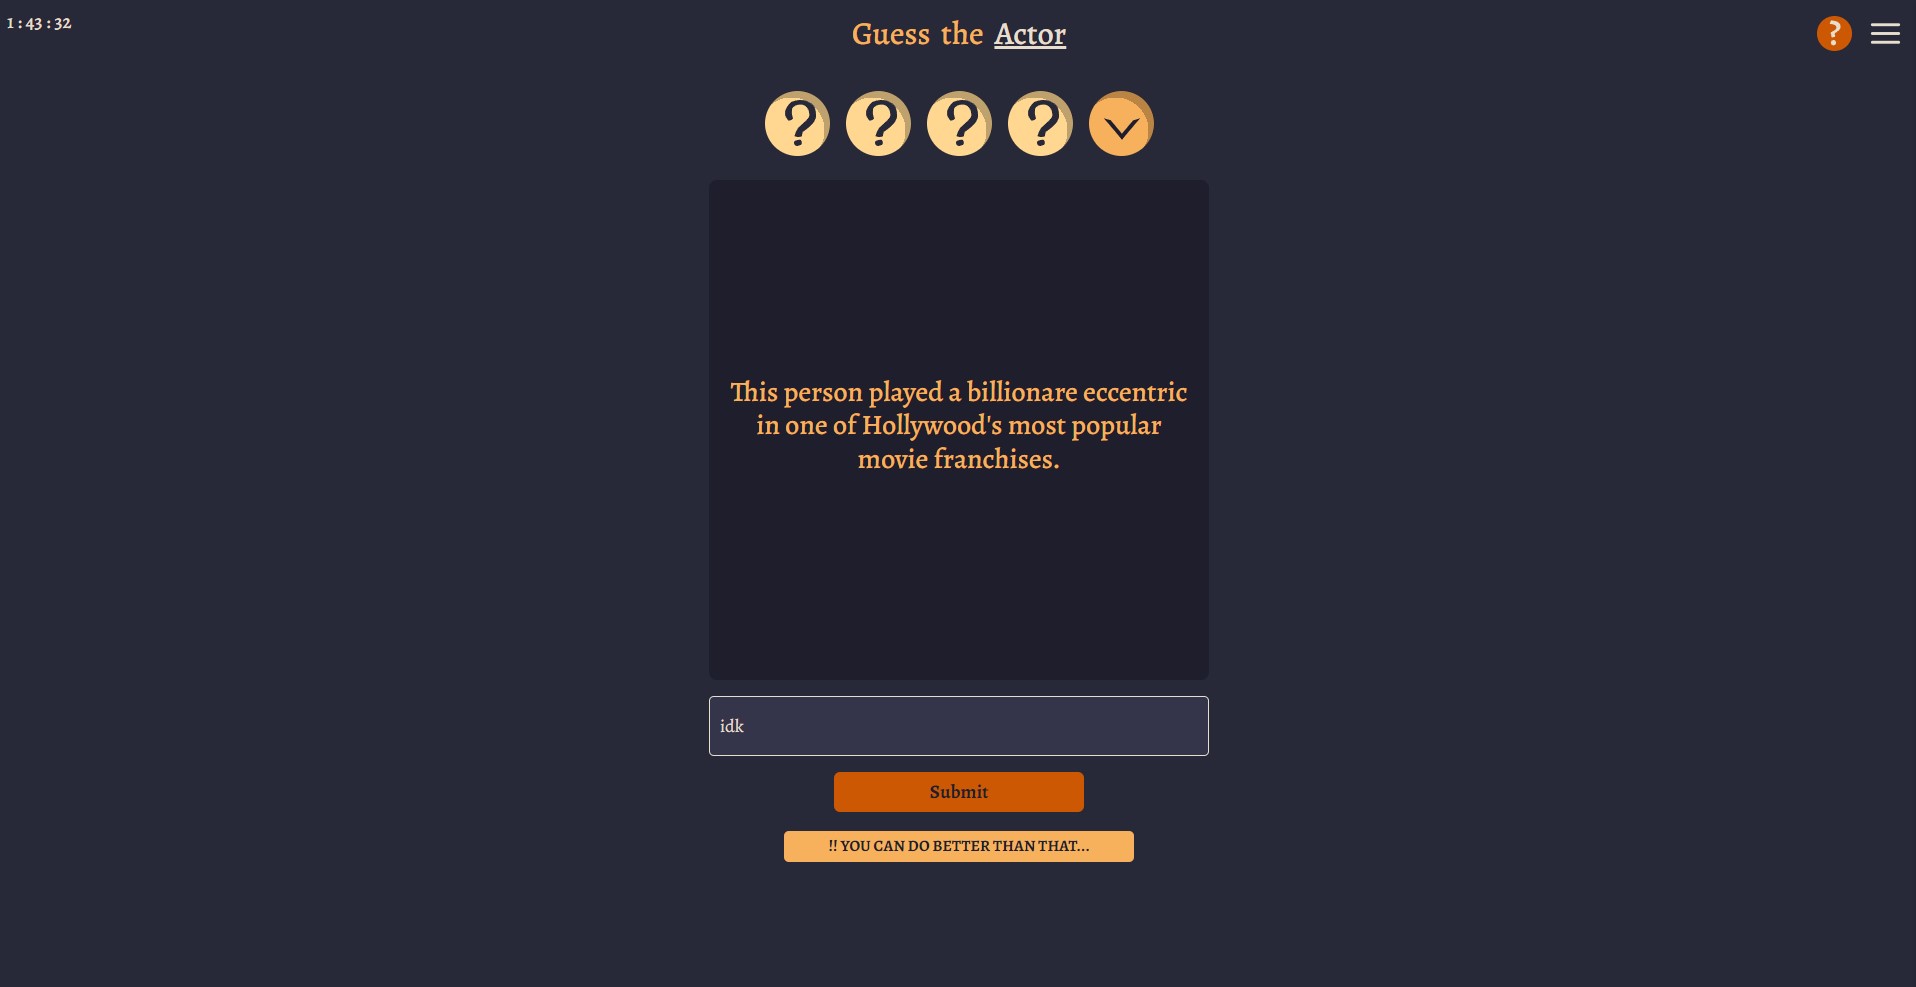 1 : 43 : 32
Guess the Actor
?
? ? ? ?
This person played a billionare eccentric
in one of Hollywood's most popular
movie franchises.
idk
Submit
!! YOU CAN DO BETTER THAN THAT...